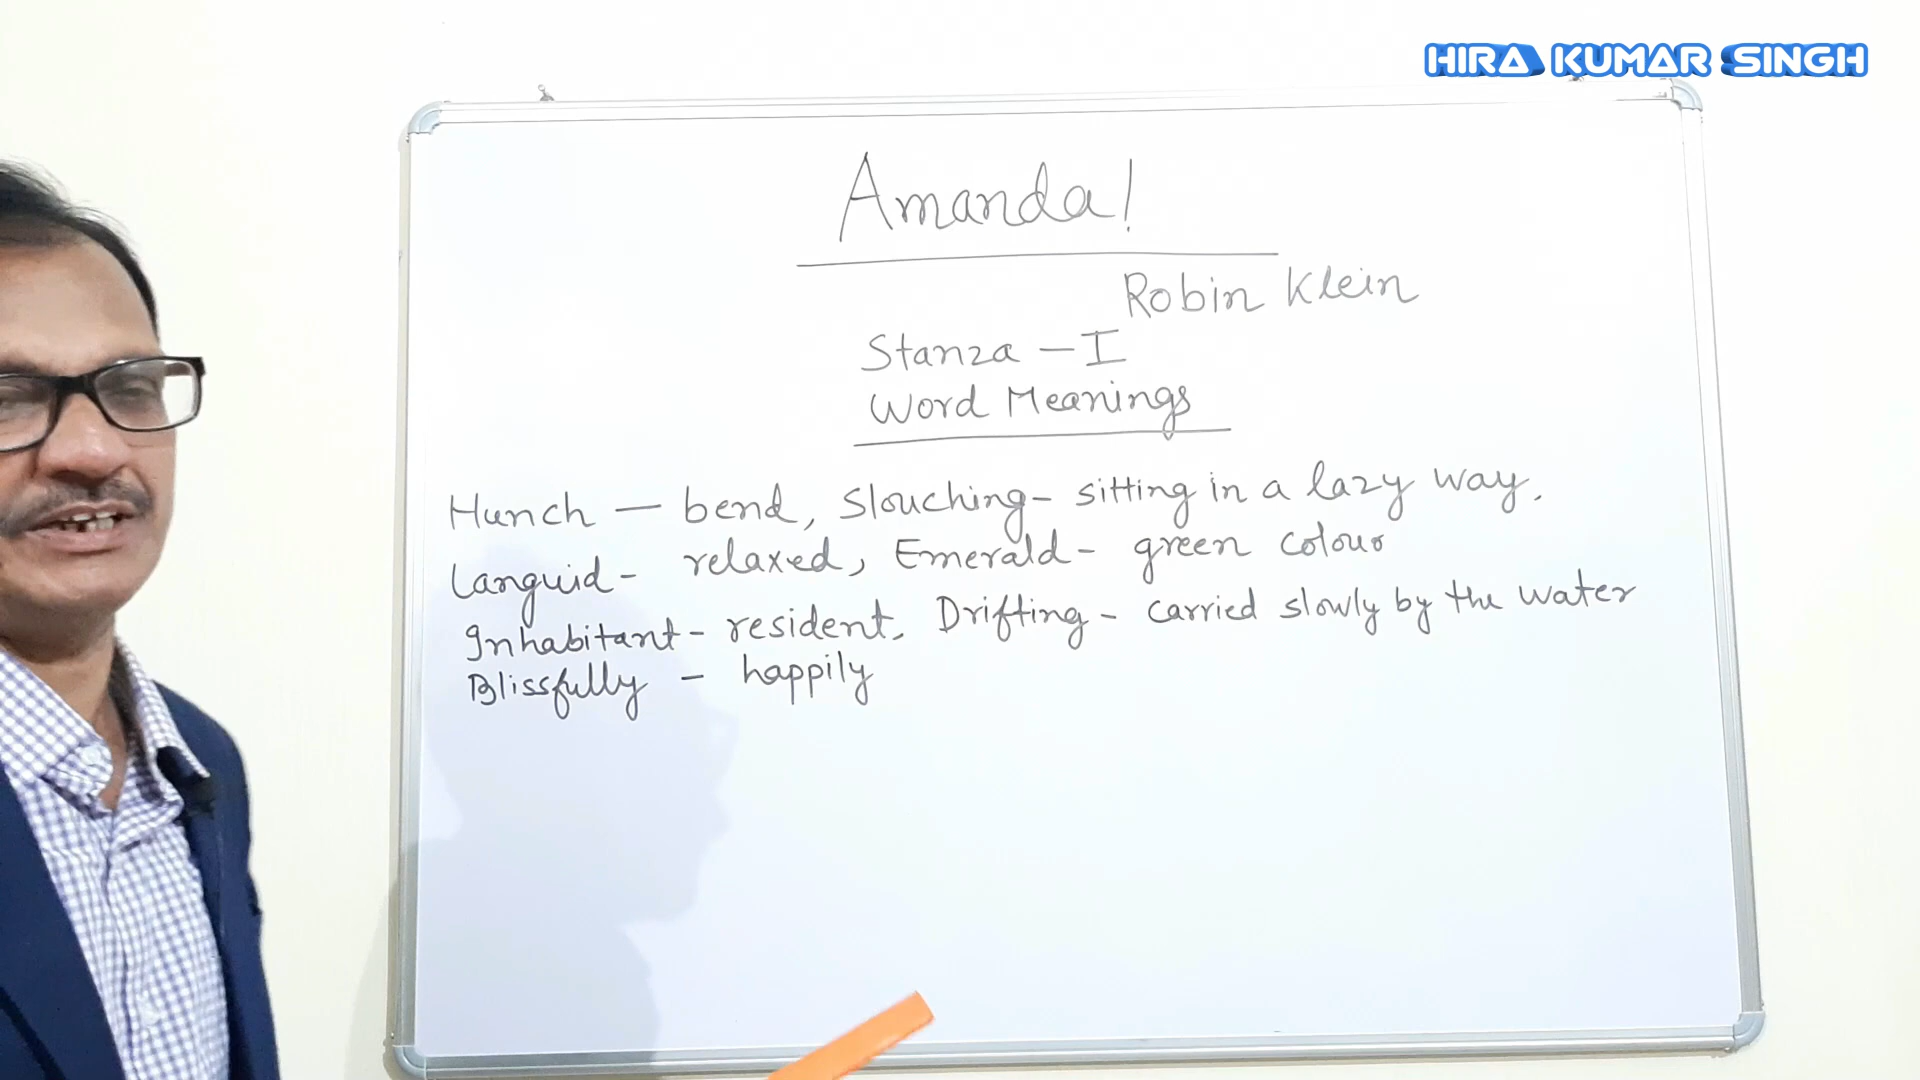 HIRA KUMAR SINGH
Amanda!
Robin Klein
Stanza - I
Word Meanings
Hunch - bend, Slouching - sitting in a lazy way.
Languid - relaxed, Emerald - green colour
Inhabitant - resident, Drifting - carried slowly by the water
Blissfully - happily